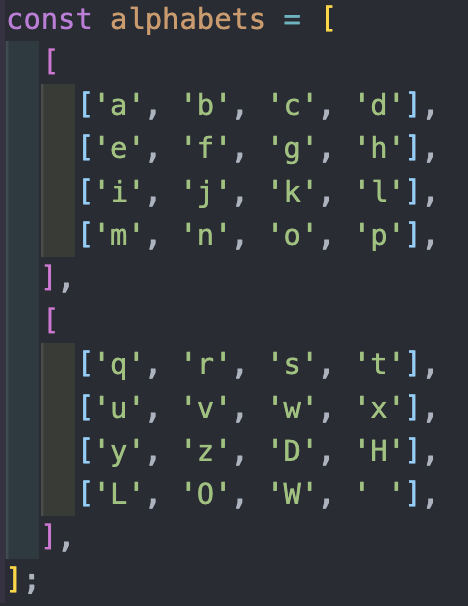 const alphabets = [
[
['a', 'b', 'c', 'd'],
['e', 'f', 'g', 'h'],
['i', 'j', 'k', 'l'],
['m', 'n', 'o', 'p'],
],
[
['q', 'r', 's', 't'],
['u', 'v', 'w', 'x'],
['y', 'z', 'D', 'H'],
['L', 'O', 'W', ' '],
],
];